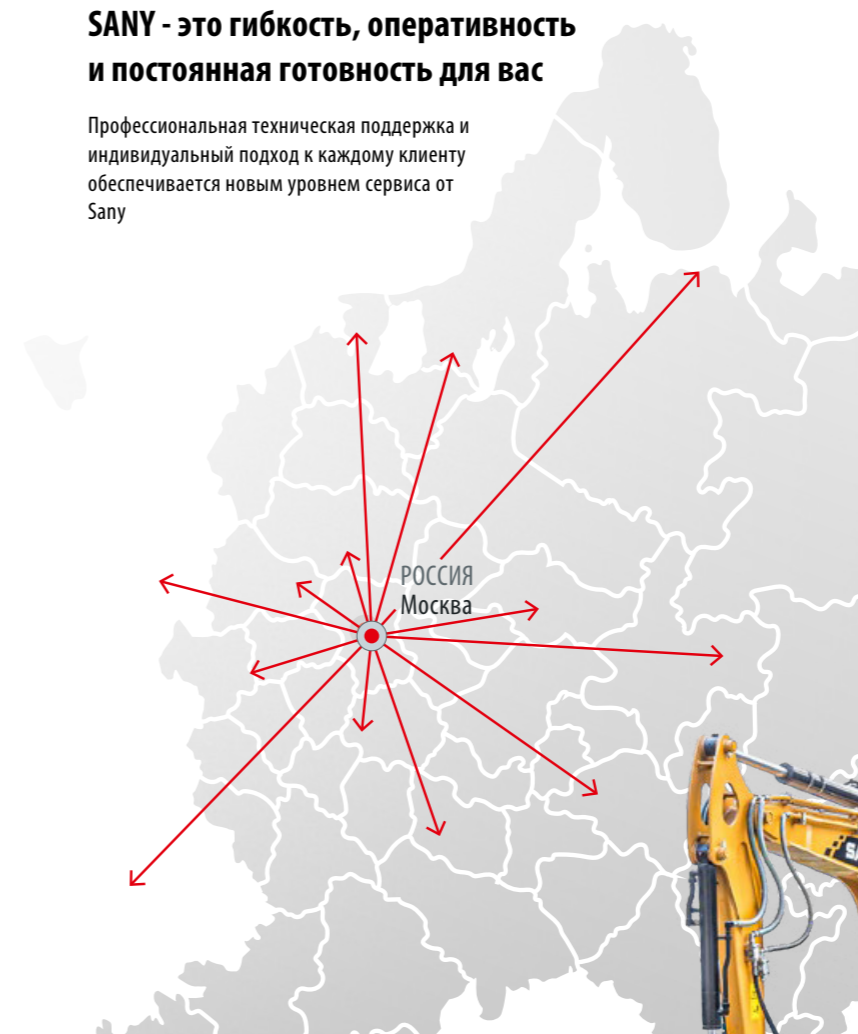 SANY - это гибкость, оперативность
и постоянная готовность для вас
Профессиональная техническая поддержка и
индивидуальный подход к каждому клиенту
обеспечивается новым уровнем сервиса от
Sany
РОССИЯ
Москва